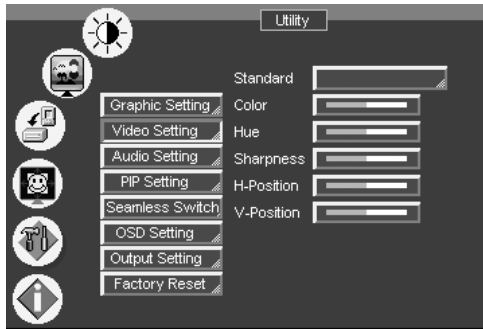 Utility
Standard
Graphic Setting
Color
Video Setting
Hue
Audio Setting
Sharpness
PIP Setting
H-Position
Seamless Switch
V-Position
OSD Setting
Output Setting
Factory Reset